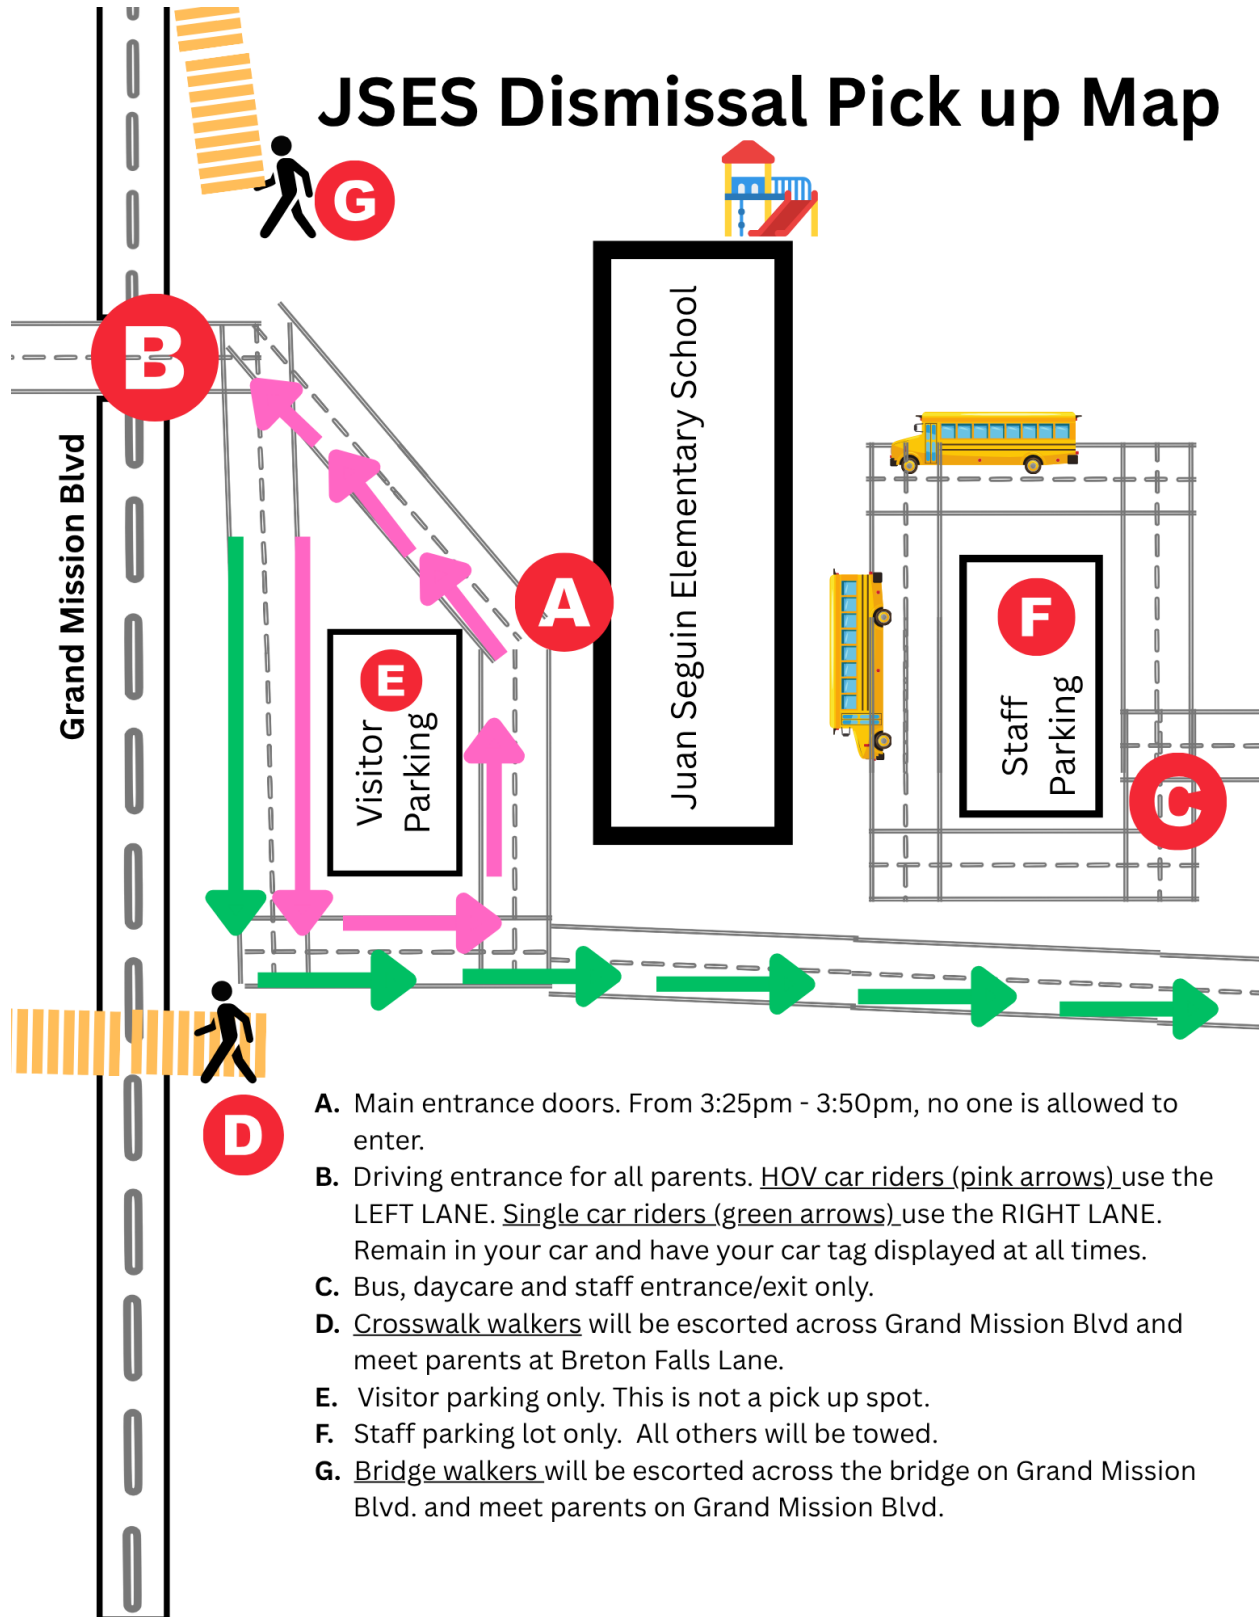 JSES Dismissal Pick up Map
G
B
Grand Mission Blvd
Juan Seguin Elementary School
A
E
Visitor
Parking
F
Staff
Parking
C
D
A. Main entrance doors. From 3:25pm - 3:50pm, no one is allowed to
enter.
B. Driving entrance for all parents. HOV car riders (pink arrows) use the
LEFT LANE. Single car riders (green arrows) use the RIGHT LANE.
Remain in your car and have your car tag displayed at all times.
C. Bus, daycare and staff entrance/exit only.
D. Crosswalk walkers will be escorted across Grand Mission Blvd and
meet parents at Breton Falls Lane.
E. Visitor parking only. This is not a pick up spot.
F. Staff parking lot only. All others will be towed.
G. Bridge walkers will be escorted across the bridge on Grand Mission
Blvd. and meet parents on Grand Mission Blvd.